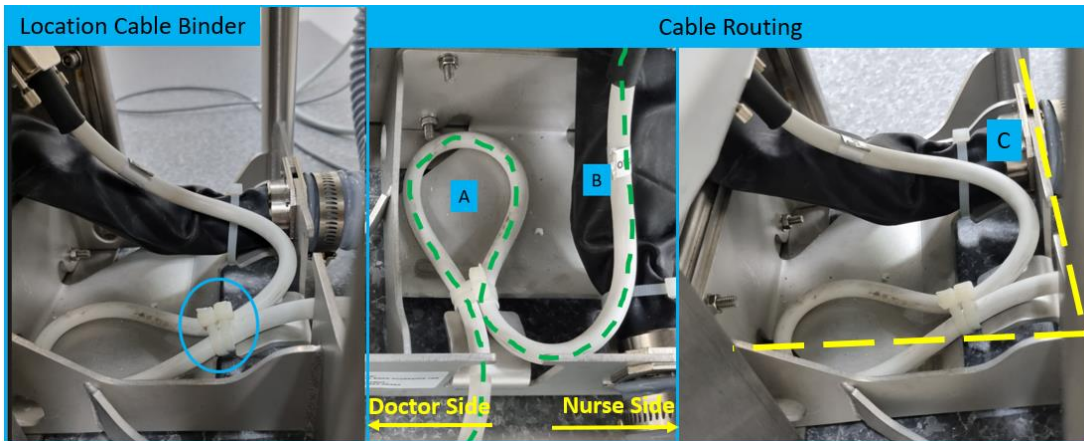 Location Cable Binder
Cable Routing
A
B
C
Doctor Side
Nurse Side